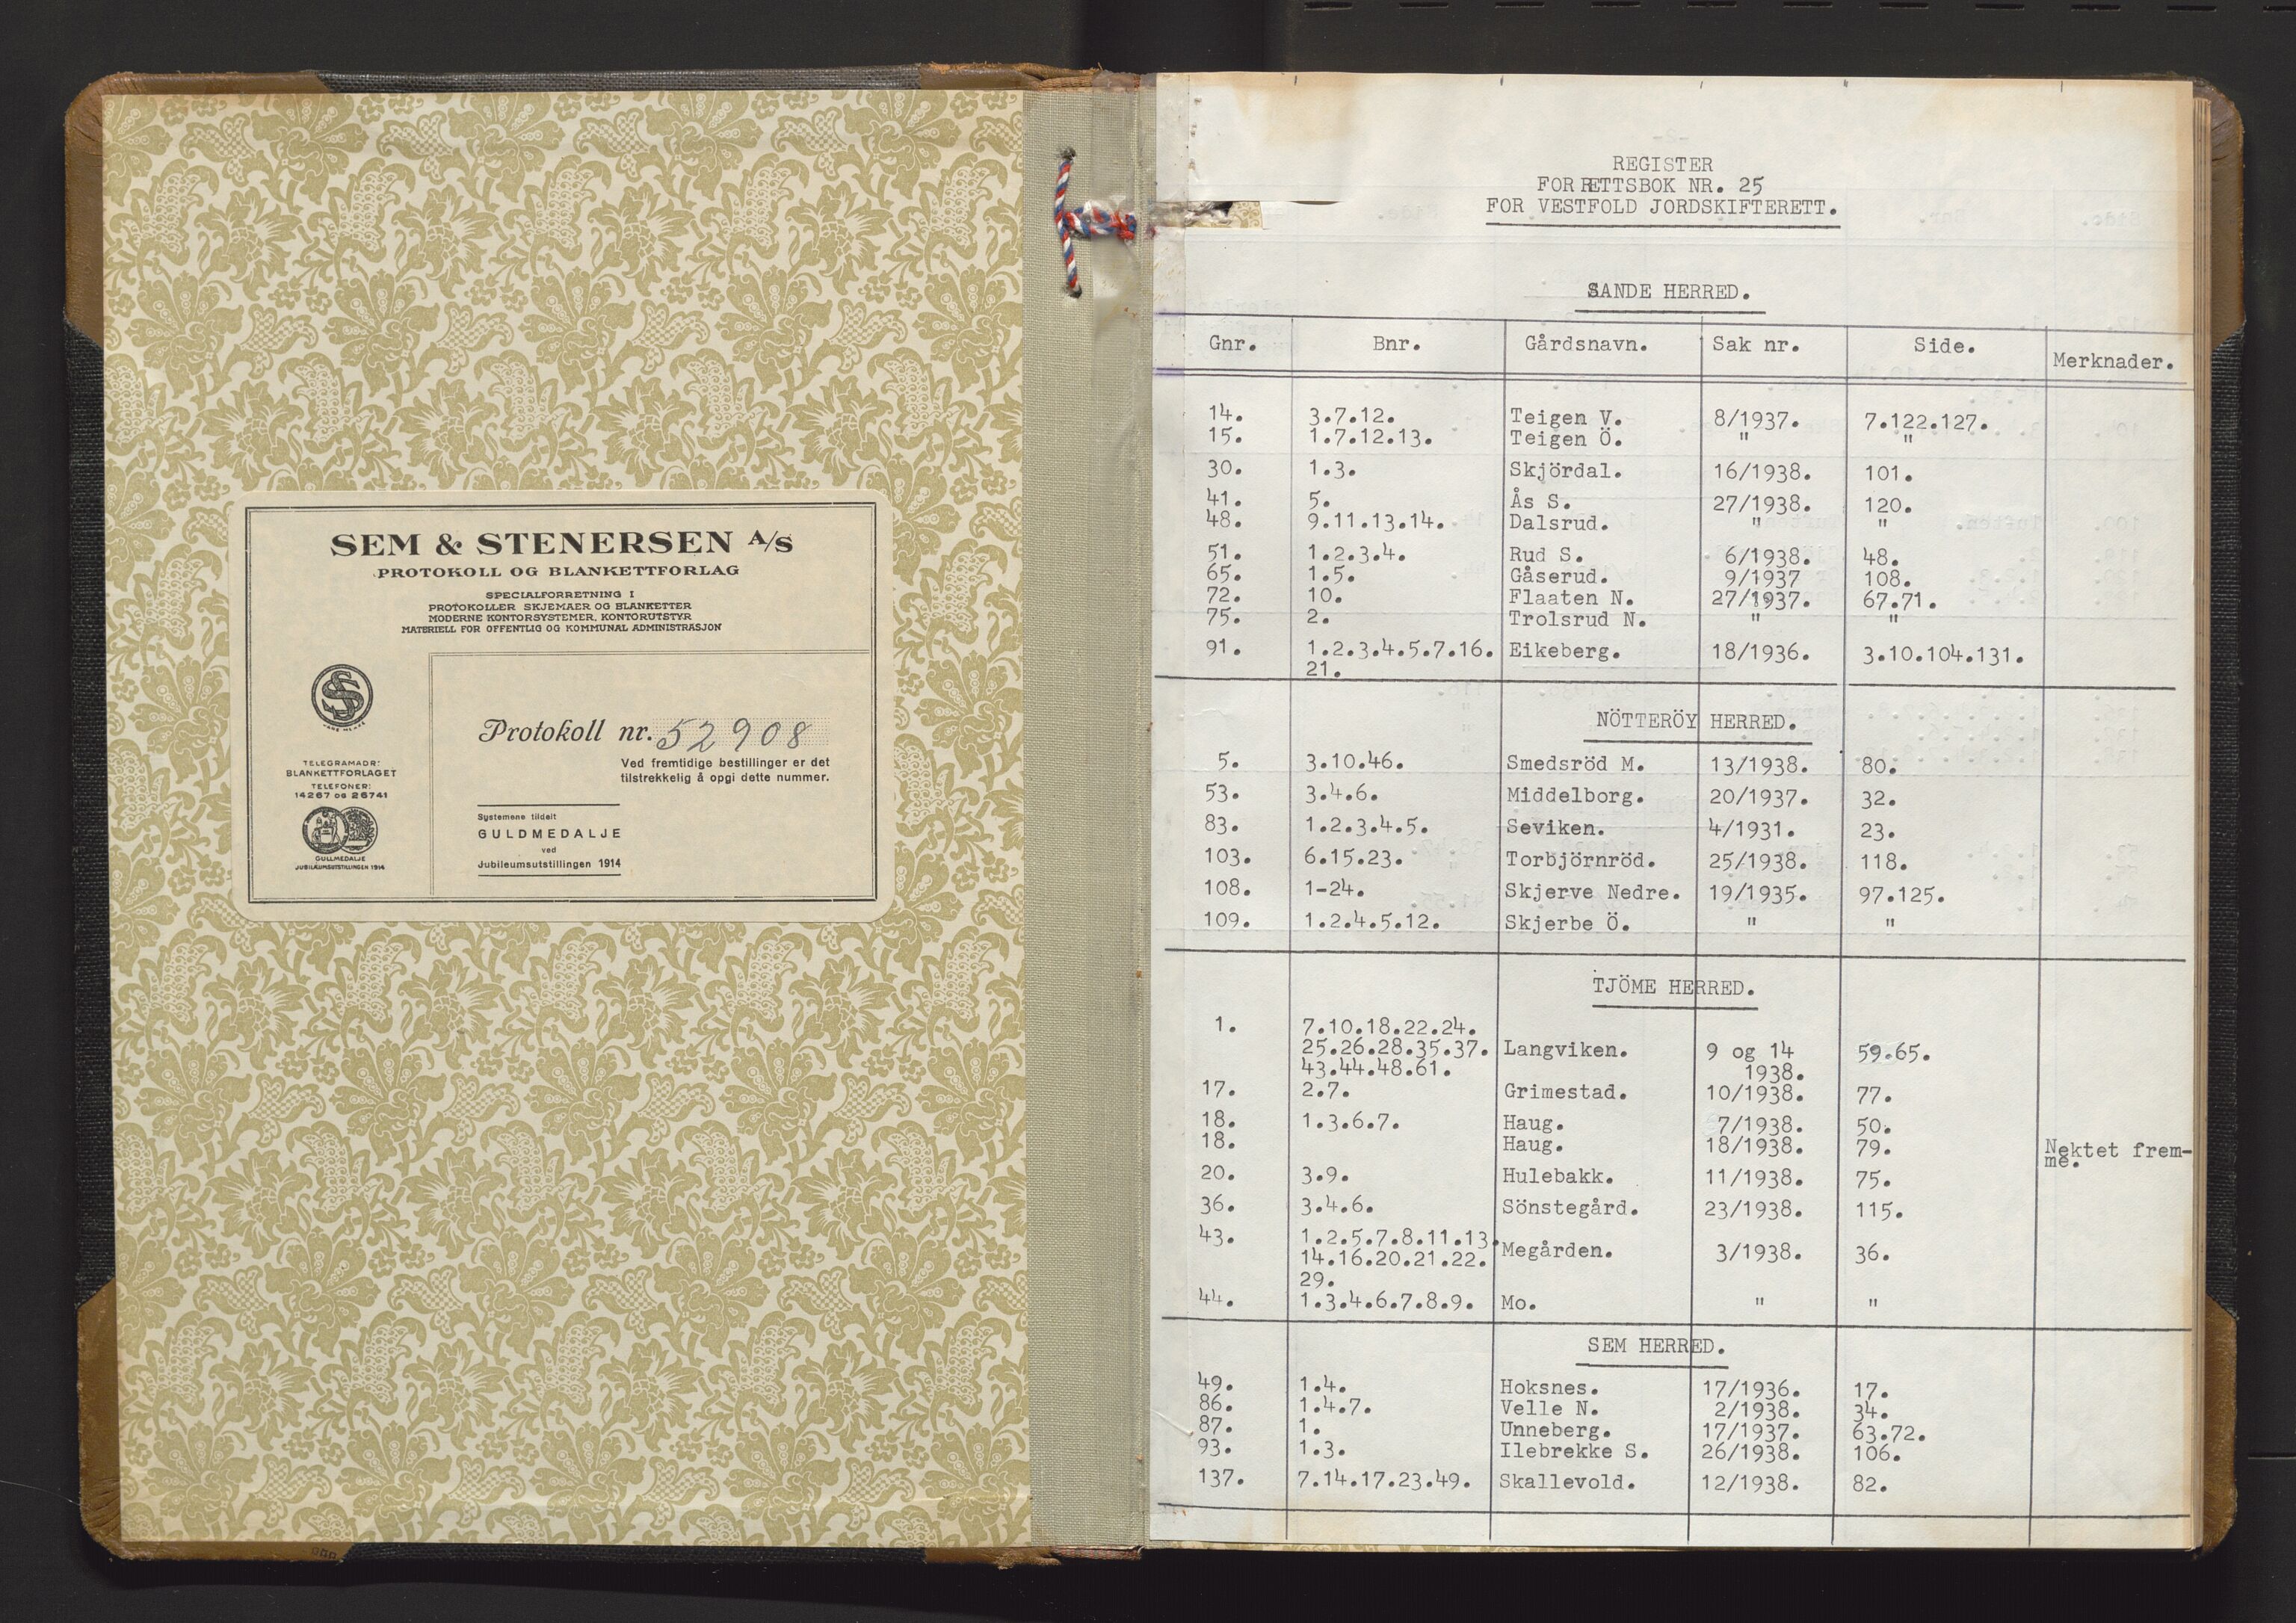 SEM & STENERSEN A/S
PROTOKOLL OG BLANKETTFORLAG
SPECIALFORRETNING I
PROTOKOLLER SKJEMAER OG BLANKETTER
MODERNE KONTORSYSTEMER, KONTORUTSTYR
MATERIELL FOR OFFENTLIG OG KOMMUNAL ADMINISTRASJON
TELEGRAMADR:
BLANKETTFORLAGET
TELEFONER:
14267 OG 26741
GULLMEDALJE
JUBILÆUMSUTSTILLINGEN 1914
Protokoll nr. 52908
Ved fremtidige bestillinger er det
tilstrekkelig å opgi dette nummer.
Systemene tildelt
GULDMEDALJE
ved
Jubileumsutstillingen 1914
REGISTER
FOR RETTSBOK NR. 25
FOR VESTFOLD JORDSKIFTERETT.
SANDE HERRED.
Gnr. Bnr. Gårdsnavn. Sak nr. Side. Merknader.
14. 3.7.12. Teigen V. 8/1937. 7.122.127.
15. 1.7.12.13. Teigen Ö. " "
30. 1.3. Skjördal. 16/1938. 101.
41. 5. Ås S. 27/1938. 120.
48. 9.11.13.14. Dalsrud. " "
51. 1.2.3.4. Rud S. 6/1938. 48.
65. 1.5. Gåserud. 9/1937 108.
72. 10. Flaaten N. 27/1937. 67.71.
75. 2. Trolsrud N. " "
91. 1.2.3.4.5.7.16. Eikeberg. 18/1936. 3.10.104.131.
21.
NÖTTERÖY HERRED.
5. 3.10.46. Smedsröd M. 13/1938. 80.
53. 3.4.6. Middelborg. 20/1937. 32.
83. 1.2.3.4.5. Seviken. 4/1931. 23.
103. 6.15.23. Torbjörnröd. 25/1938. 118.
108. 1-24. Skjerve Nedre. 19/1935. 97.125.
109. 1.2.4.5.12. Skjerbe Ö. " "
TJÖME HERRED.
1. 7.10.18.22.24.
25.26.28.35.37. Langviken. 9 og 14 59.65.
43.44.48.61. 1938.
17. 2.7. Grimestad. 10/1938. 77.
18. 1.3.6.7. Haug. 7/1938. 50.
18. Haug. 18/1938. 79. Nektet frem-
me.
20. 3.9. Hulebakk. 11/1938. 75.
36. 3.4.6. Sönstegård. 23/1938. 115.
43. 1.2.5.7.8.11.13.
14.16.20.21.22. Megården. 3/1938. 36.
29.
44. 1.3.4.6.7.8.9. Mo. " "
SEM HERRED.
49. 1.4. Hoksnes. 17/1936. 17.
86. 1.4.7. Velle N. 2/1938. 34.
87. 1. Unneberg. 17/1937. 63.72.
93. 1.3. Ilebrekke S. 26/1938. 106.
137. 7.14.17.23.49. Skallevold. 12/1938. 82.